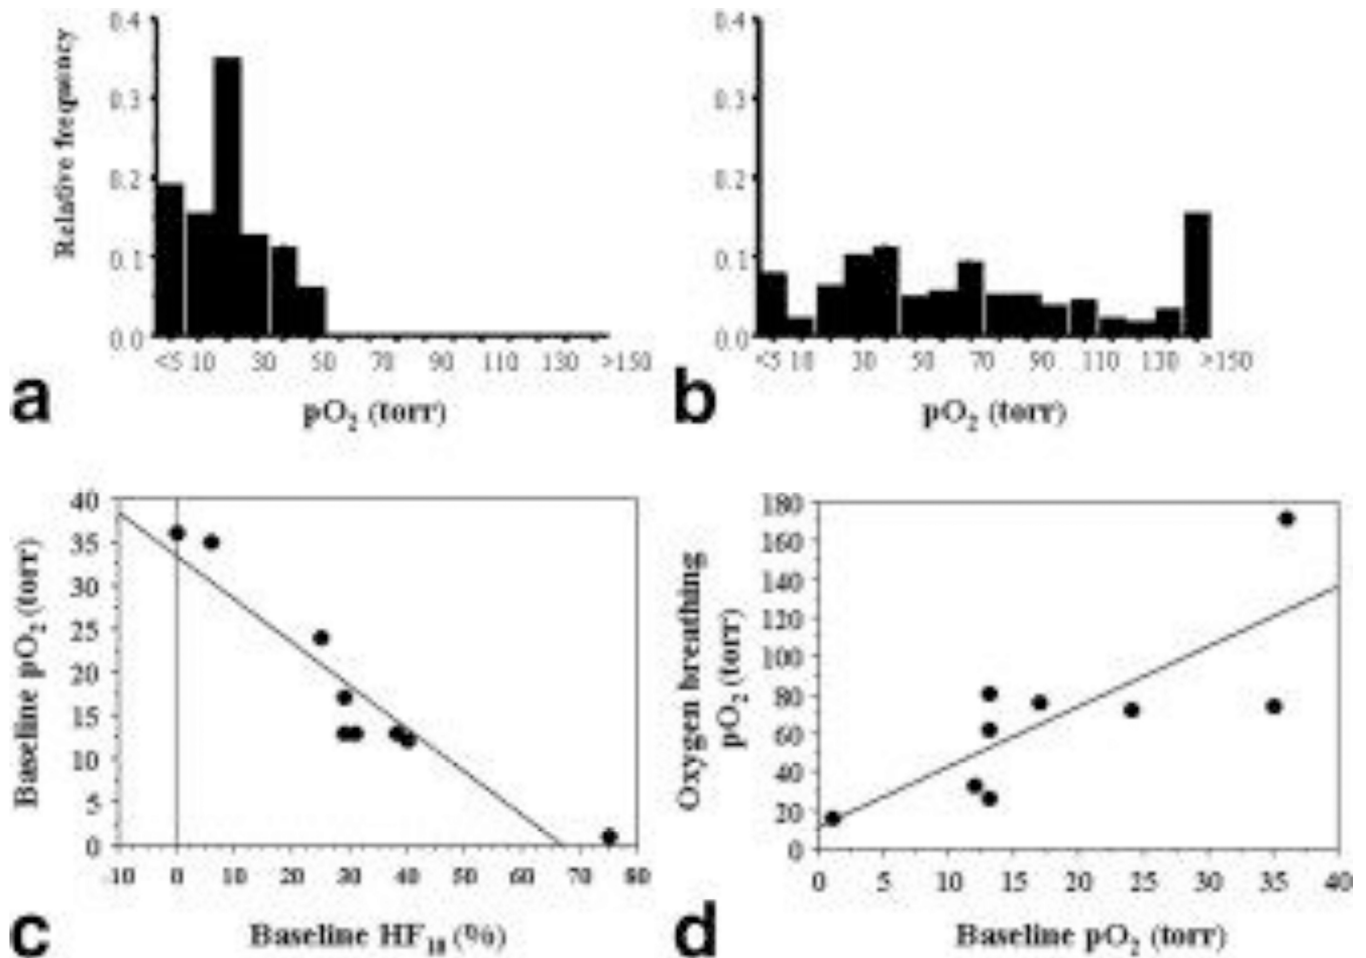 0.4
0.3
0.2
0.1
0.0
Relative frequency
<5 10 30 50 70 90 110 130 >150
a
pO2 (torr)
0.4
0.3
0.2
0.1
0.0
<5 10 30 50 70 90 110 130 >150
b
pO2 (torr)
40
35
30
25
20
15
10
5
0
Baseline pO2 (torr)
-10 0 10 20 30 40 50 60 70 80
c
Baseline HF10 (%)
180
160
140
120
100
80
60
40
20
0
Oxygen breathing
pO2 (torr)
0 5 10 15 20 25 30 35 40
d
Baseline pO2 (torr)